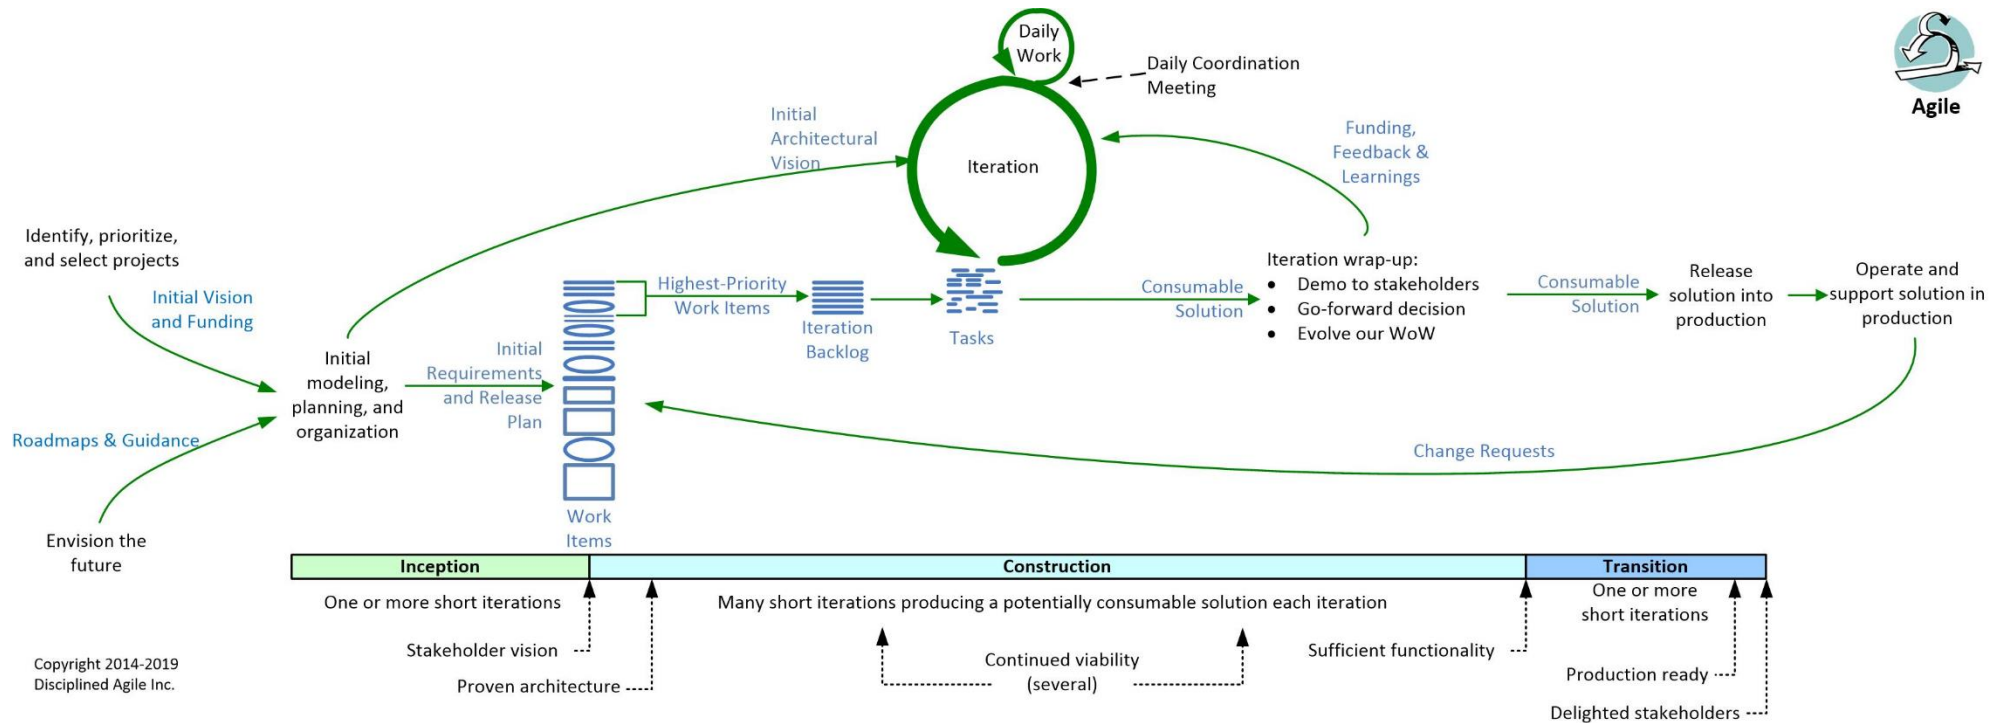 Daily
Work
Daily Coordination
Meeting
Agile
Initial
Architectural
Vision
Iteration
Funding,
Feedback &
Learnings
Identify, prioritize,
and select projects
Initial Vision
and Funding
Highest-Priority
Work Items
Iteration
Backlog
Tasks
Consumable
Solution
Iteration wrap-up:
• Demo to stakeholders
• Go-forward decision
• Evolve our WoW
Consumable
Solution
Release
solution into
production
Operate and
support solution in
production
Initial
modeling,
planning, and
organization
Initial
Requirements
and Release
Plan
Roadmaps & Guidance
Change Requests
Envision the
future
Work
Items
Inception
Construction
Transition
One or more short iterations
Many short iterations producing a potentially consumable solution each iteration
One or more
short iterations
Stakeholder vision
Proven architecture
Continued viability
(several)
Sufficient functionality
Production ready
Delighted stakeholders
Copyright 2014-2019
Disciplined Agile Inc.